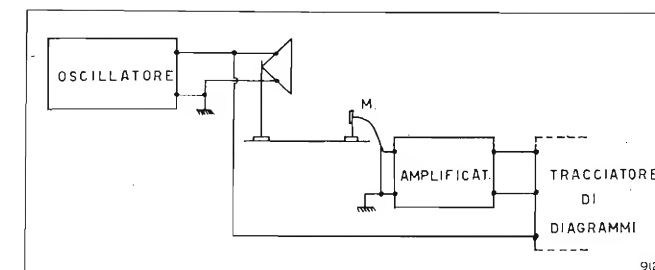 OSCILLATORE
M.
AMPLIFICAT.
TRACCIATORE
DI
DIAGRAMMI